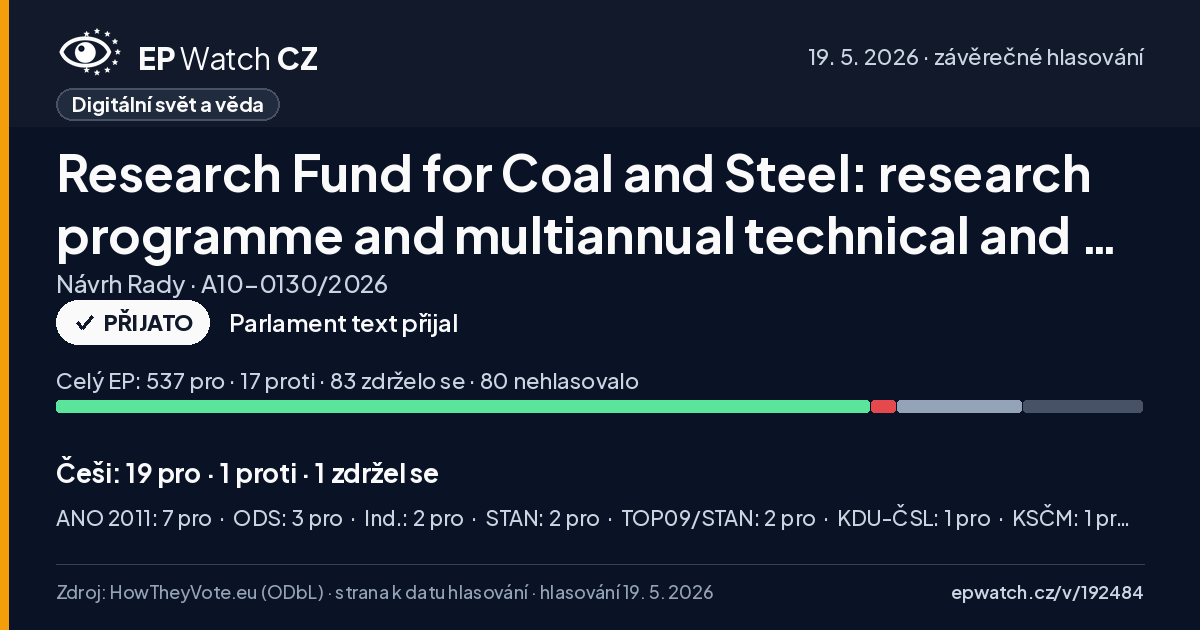 EP Watch CZ
19. 5. 2026 · závěrečné hlasování
Digitální svět a věda
Research Fund for Coal and Steel: research
programme and multiannual technical and ...
Návrh Rady · A10–0130/2026
✓ PŘIJATO Parlament text přijal
Celý EP: 537 pro · 17 proti · 83 zdrželo se · 80 nehlasovalo
Češi: 19 pro · 1 proti · 1 zdržel se
ANO 2011: 7 pro · ODS: 3 pro · Ind.: 2 pro · STAN: 2 pro · TOP09/STAN: 2 pro · KDU-ČSL: 1 pro · KSČM: 1 pr...
Zdroj: HowTheyVote.eu (ODbL) · strana k datu hlasování · hlasování 19. 5. 2026
epwatch.cz/v/192484